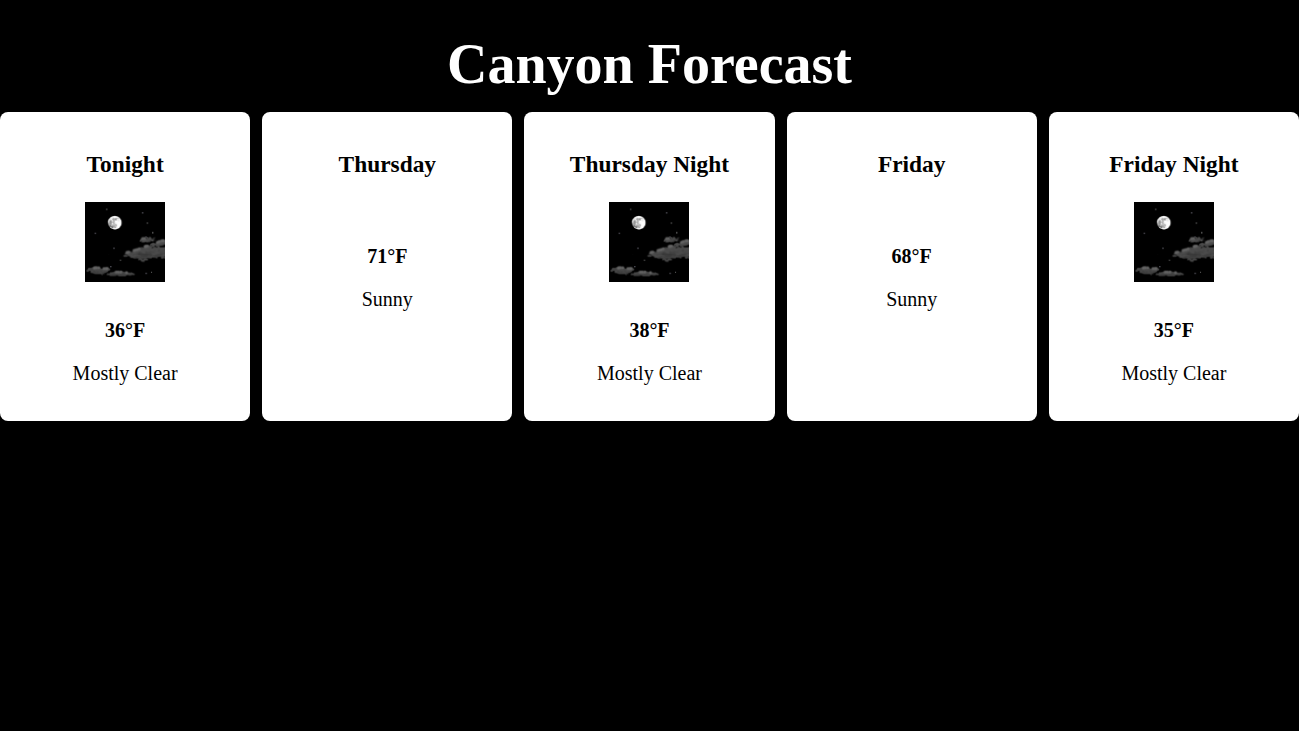 Canyon Forecast
Tonight
36°F
Mostly Clear
Thursday
71°F
Sunny
Thursday Night
38°F
Mostly Clear
Friday
68°F
Sunny
Friday Night
35°F
Mostly Clear